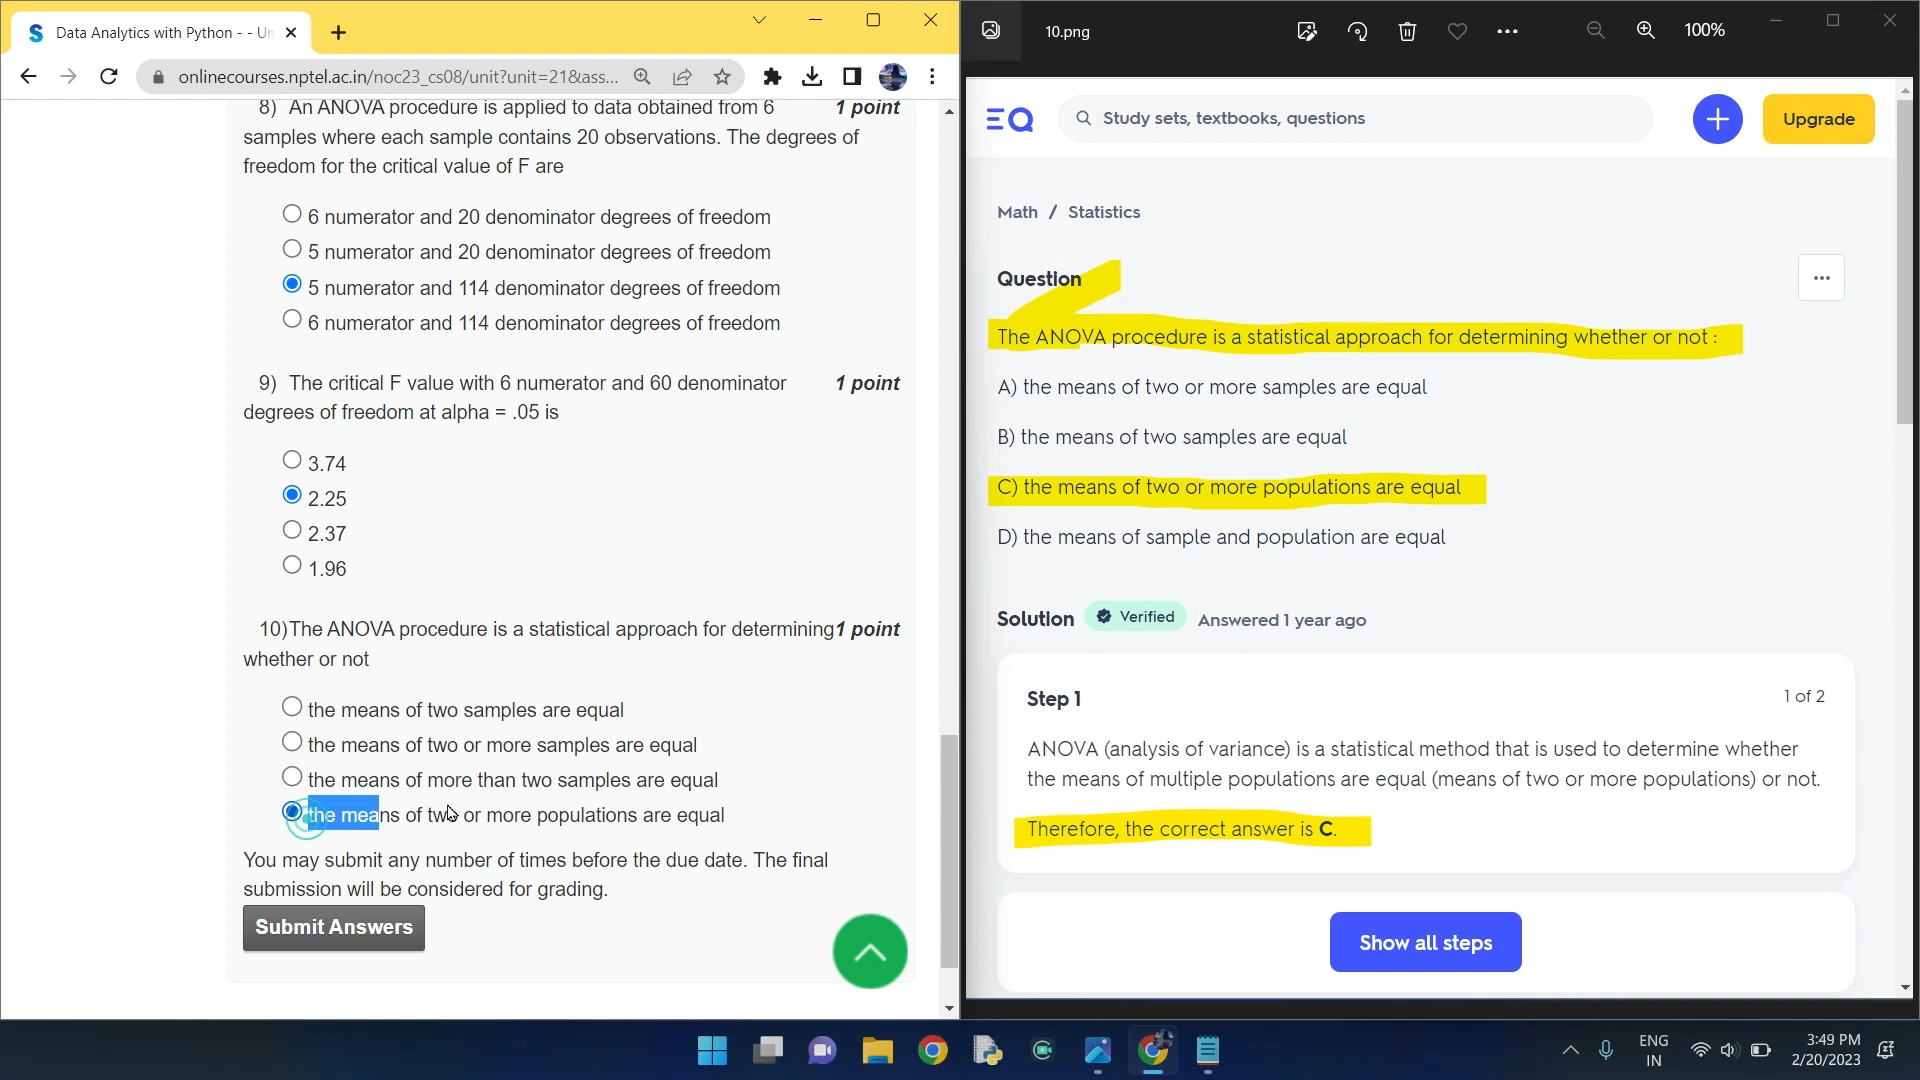 Data Analytics with Python - - Un
onlinecourses.nptel.ac.in/noc23_cs08/unit?unit=21&ass...
8) An ANOVA procedure is applied to data obtained from 6 1 point
samples where each sample contains 20 observations. The degrees of
freedom for the critical value of F are
6 numerator and 20 denominator degrees of freedom
5 numerator and 20 denominator degrees of freedom
5 numerator and 114 denominator degrees of freedom
6 numerator and 114 denominator degrees of freedom
9) The critical F value with 6 numerator and 60 denominator 1 point
degrees of freedom at alpha = .05 is
3.74
2.25
2.37
1.96
10)The ANOVA procedure is a statistical approach for determining 1 point
whether or not
the means of two samples are equal
the means of two or more samples are equal
the means of more than two samples are equal
the means of two or more populations are equal
You may submit any number of times before the due date. The final
submission will be considered for grading.
Submit Answers
10.png
100%
Study sets, textbooks, questions
Upgrade
Math / Statistics
Question
The ANOVA procedure is a statistical approach for determining whether or not :
A) the means of two or more samples are equal
B) the means of two samples are equal
C) the means of two or more populations are equal
D) the means of sample and population are equal
Solution Verified Answered 1 year ago
Step 1 1 of 2
ANOVA (analysis of variance) is a statistical method that is used to determine whether
the means of multiple populations are equal (means of two or more populations) or not.
Therefore, the correct answer is C.
Show all steps
ENG
IN
3:49 PM
2/20/2023